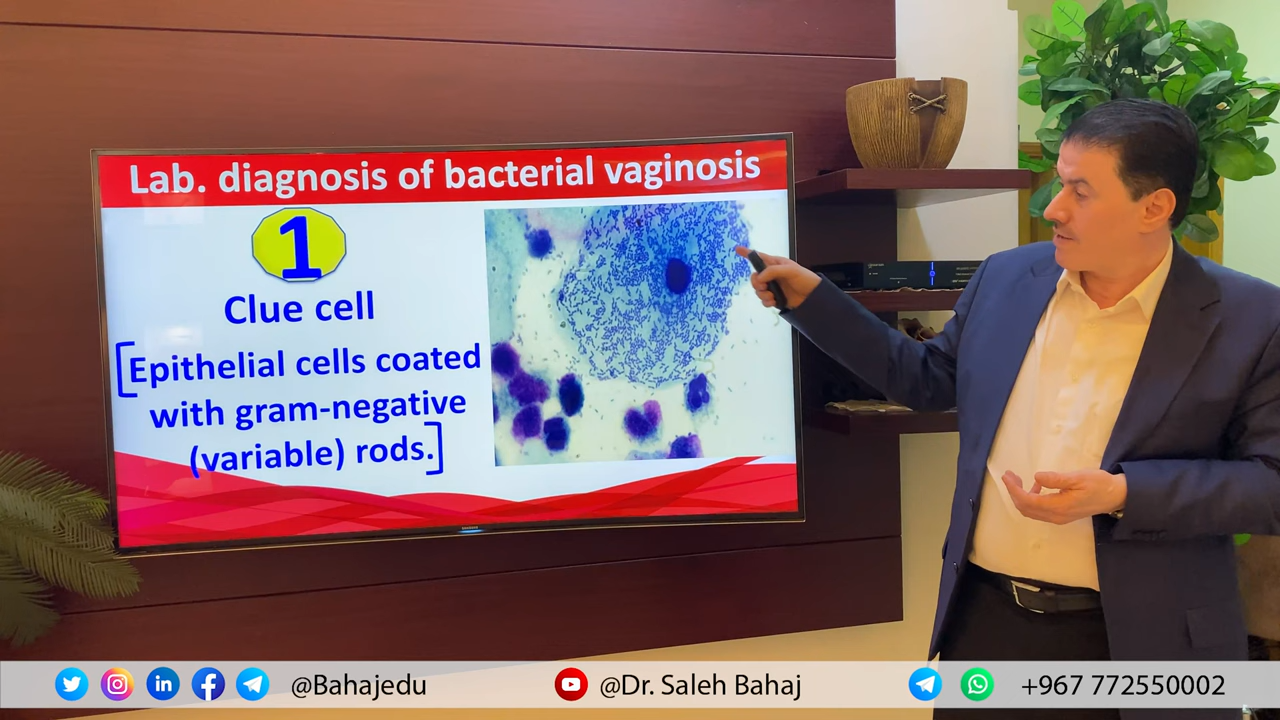 Lab. diagnosis of bacterial vaginosis
1
Clue cell
[Epithelial cells coated
with gram-negative
(variable) rods.]
@Bahajedu
@Dr. Saleh Bahaj
+967 772550002